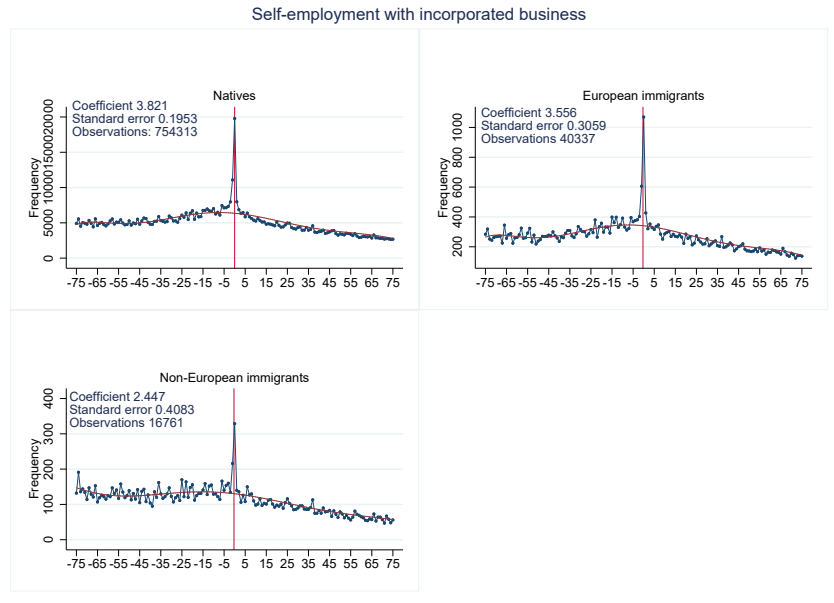 Self-employment with incorporated business
Natives
Coefficient 3.821
Standard error 0.1953
Observations: 754313
Frequency
0 5000 10000 15000 20000
-75 -65 -55 -45 -35 -25 -15 -5 5 15 25 35 45 55 65 75
European immigrants
Coefficient 3.556
Standard error 0.3059
Observations 40337
Frequency
200 400 600 800 1000
-75 -65 -55 -45 -35 -25 -15 -5 5 15 25 35 45 55 65 75
Non-European immigrants
Coefficient 2.447
Standard error 0.4083
Observations 16761
Frequency
0 100 200 300 400
-75 -65 -55 -45 -35 -25 -15 -5 5 15 25 35 45 55 65 75